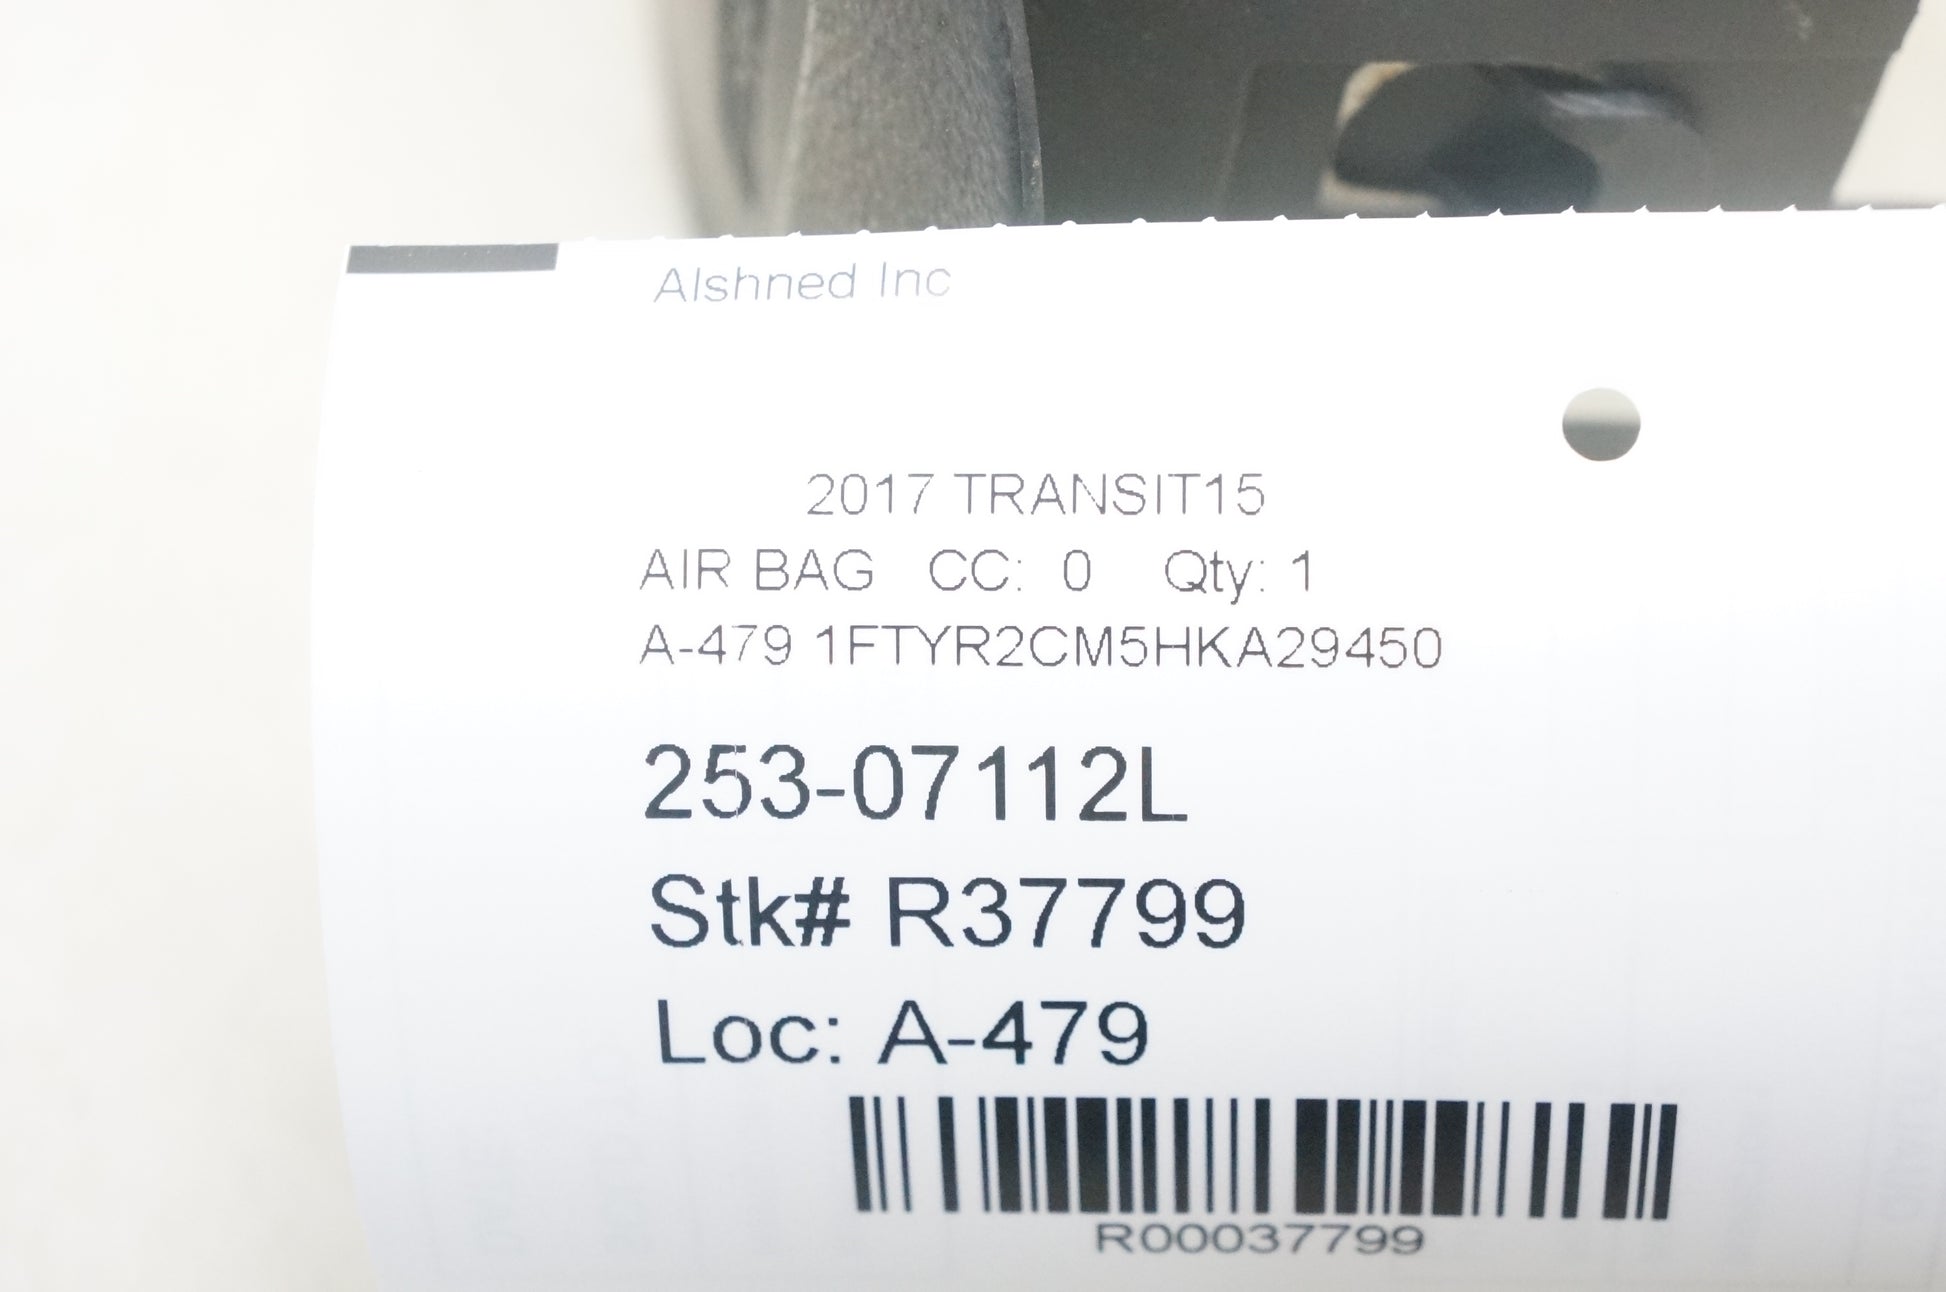 Alshned Inc
2017 TRANSIT15
AIR BAG CC: 0 Qty: 1
A-479 1FTYR2CM5HKA29450
253-07112L
Stk# R37799
Loc: A-479
R00037799